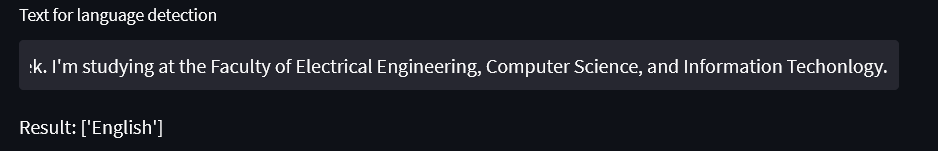 Text for language detection
k. I'm studying at the Faculty of Electrical Engineering, Computer Science, and Information Techonlogy.
Result: ['English']